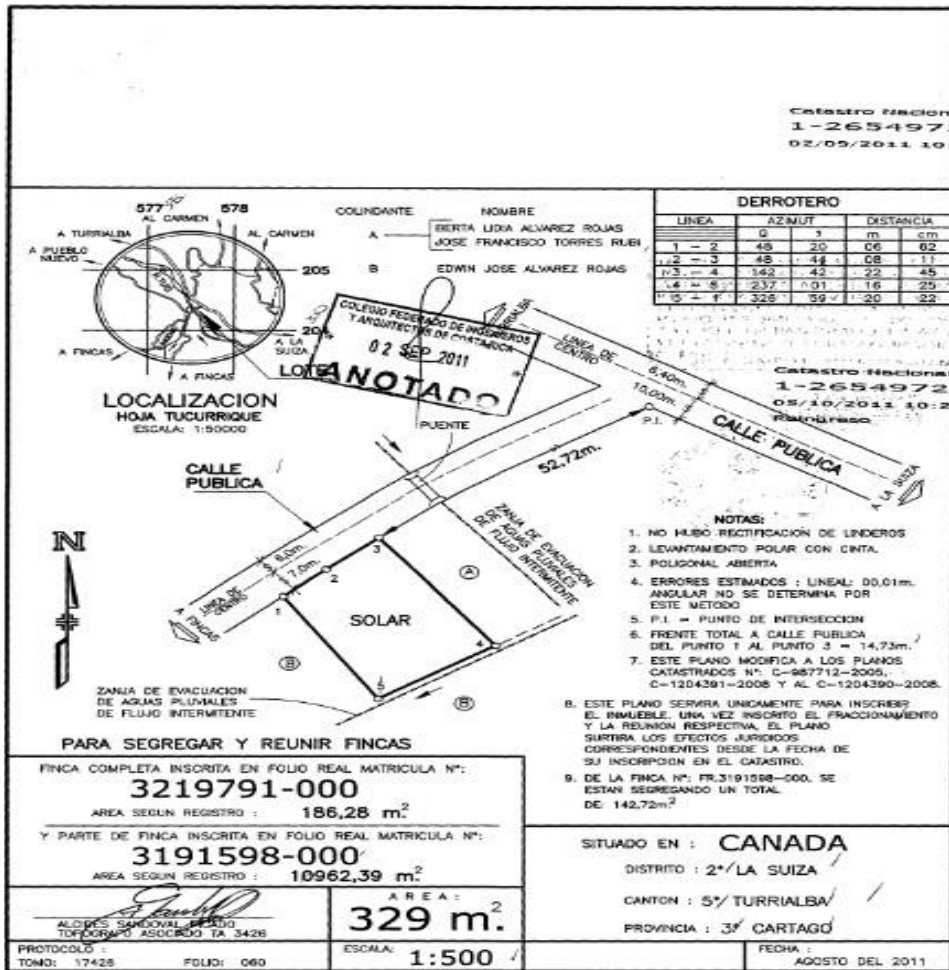 Catastro Nacion
1-265497
02/09/2011 10:
577 578
AL CARMEN
A TURRIALBA
AL CARMEN
A PUEBLO
NUEVO
205
204
A FINCAS
A LA
SUIZA
A FINCAS
LOTE
LOCALIZACION
HOJA TUCURRIQUE
ESCALA: 1:50000
COLINDANTE NOMBRE
A BERTA LIDIA ALVAREZ ROJAS
JOSE FRANCISCO TORRES RUBI
B EDWIN JOSE ALVAREZ ROJAS
DERROTERO
LINEA AZIMUT DISTANCIA
m cm
1 - 2 48 20 06 62
2 - 3 48 44 08 11
3 - 4 142 42 22 45
4 - 5 237 01 16 25
5 - 1 326 59 20 22
COLEGIO FEDERADO DE INGENIEROS
Y ARQUITECTOS DE COSTA RICA
02 SEP 2011
ANOTADO
Catastro Naciona
1-2654972
05/10/2011 10:2
Reingreso
LINEA DE
CENTRO
6,40m.
10,00m.
P.I.
CALLE PUBLICA
A LA SUIZA
PUENTE
52,72m.
CALLE
PUBLICA
6,0m.
7,0m.
LINEA DE
CENTRO
A FINCAS
N
1
2
3
4
5
SOLAR
A
B
B
ZANJA DE EVACUACION
DE AGUAS PLUVIALES
DE FLUJO INTERMITENTE
ZANJA DE EVACUACION
DE AGUAS PLUVIALES
DE FLUJO INTERMITENTE
NOTAS:
1. NO HUBO RECTIFICACION DE LINDEROS
2. LEVANTAMIENTO POLAR CON CINTA.
3. POLIGONAL ABIERTA
4. ERRORES ESTIMADOS : LINEAL: 00,01m.
ANGULAR NO SE DETERMINA POR
ESTE METODO
5. P.I. = PUNTO DE INTERSECCION
6. FRENTE TOTAL A CALLE PUBLICA
DEL PUNTO 1 AL PUNTO 3 = 14,73m.
7. ESTE PLANO MODIFICA A LOS PLANOS
CATASTRADOS Nº: C-987712-2005,
C-1204391-2008 Y AL C-1204390-2008.
8. ESTE PLANO SERVIRA UNICAMENTE PARA INSCRIBIR
EL INMUEBLE. UNA VEZ INSCRITO EL FRACCIONAMIENTO
Y LA REUNION RESPECTIVA, EL PLANO
SURTIRA LOS EFECTOS JURIDICOS
CORRESPONDIENTES DESDE LA FECHA DE
SU INSCRIPCION EN EL CATASTRO.
9. DE LA FINCA Nº: FR.3191598-000, SE
ESTAN SEGREGANDO UN TOTAL
DE: 142,72m²
PARA SEGREGAR Y REUNIR FINCAS
FINCA COMPLETA INSCRITA EN FOLIO REAL MATRICULA Nº:
3219791-000
AREA SEGUN REGISTRO : 186,28 m²
Y PARTE DE FINCA INSCRITA EN FOLIO REAL MATRICULA Nº:
3191598-000
AREA SEGUN REGISTRO : 10962,39 m²
SITUADO EN : CANADA
DISTRITO : 2º/ LA SUIZA
CANTON : 5º/ TURRIALBA
PROVINCIA : 3º/ CARTAGO
ALCIDES SANDOVAL PICADO
TOPOGRAFO ASOCIADO TA 3426
AREA:
329 m².
PROTOCOLO :
TOMO: 17426 FOLIO: 060
ESCALA: 1:500
FECHA :
AGOSTO DEL 2011